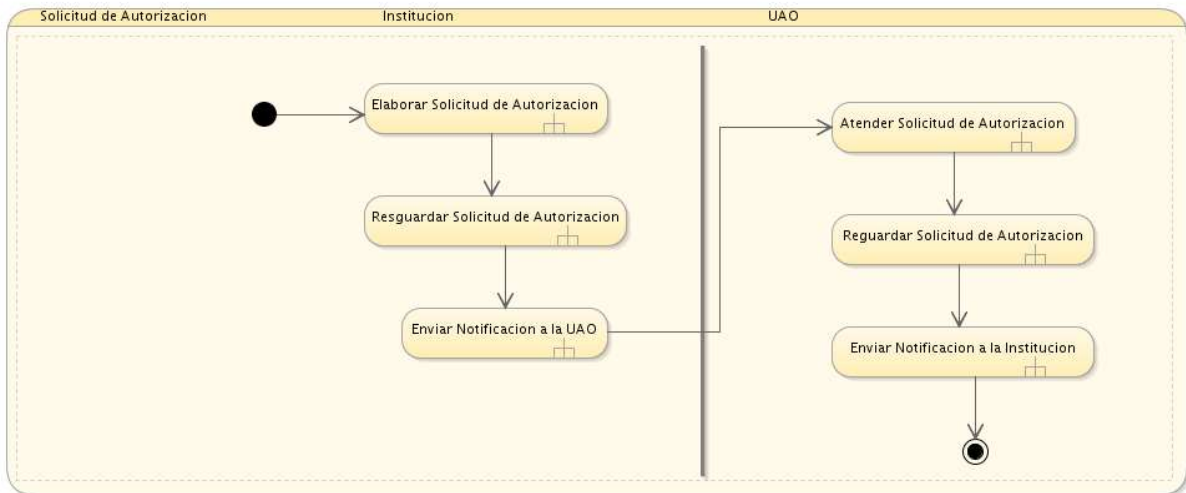 Solicitud de Autorizacion
Institucion
UAO
Elaborar Solicitud de Autorizacion
Resguardar Solicitud de Autorizacion
Enviar Notificacion a la UAO
Atender Solicitud de Autorizacion
Reguardar Solicitud de Autorizacion
Enviar Notificacion a la Institucion